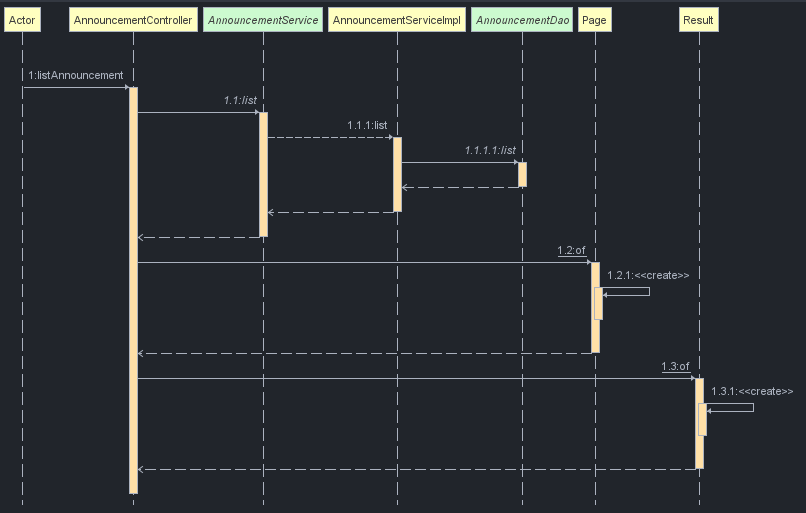 Actor
AnnouncementController
AnnouncementService
AnnouncementServiceImpl
AnnouncementDao
Page
Result
1:listAnnouncement
1.1:list
1.1.1:list
1.1.1.1:list
1.2:of
1.2.1:<<create>>
1.3:of
1.3.1:<<create>>